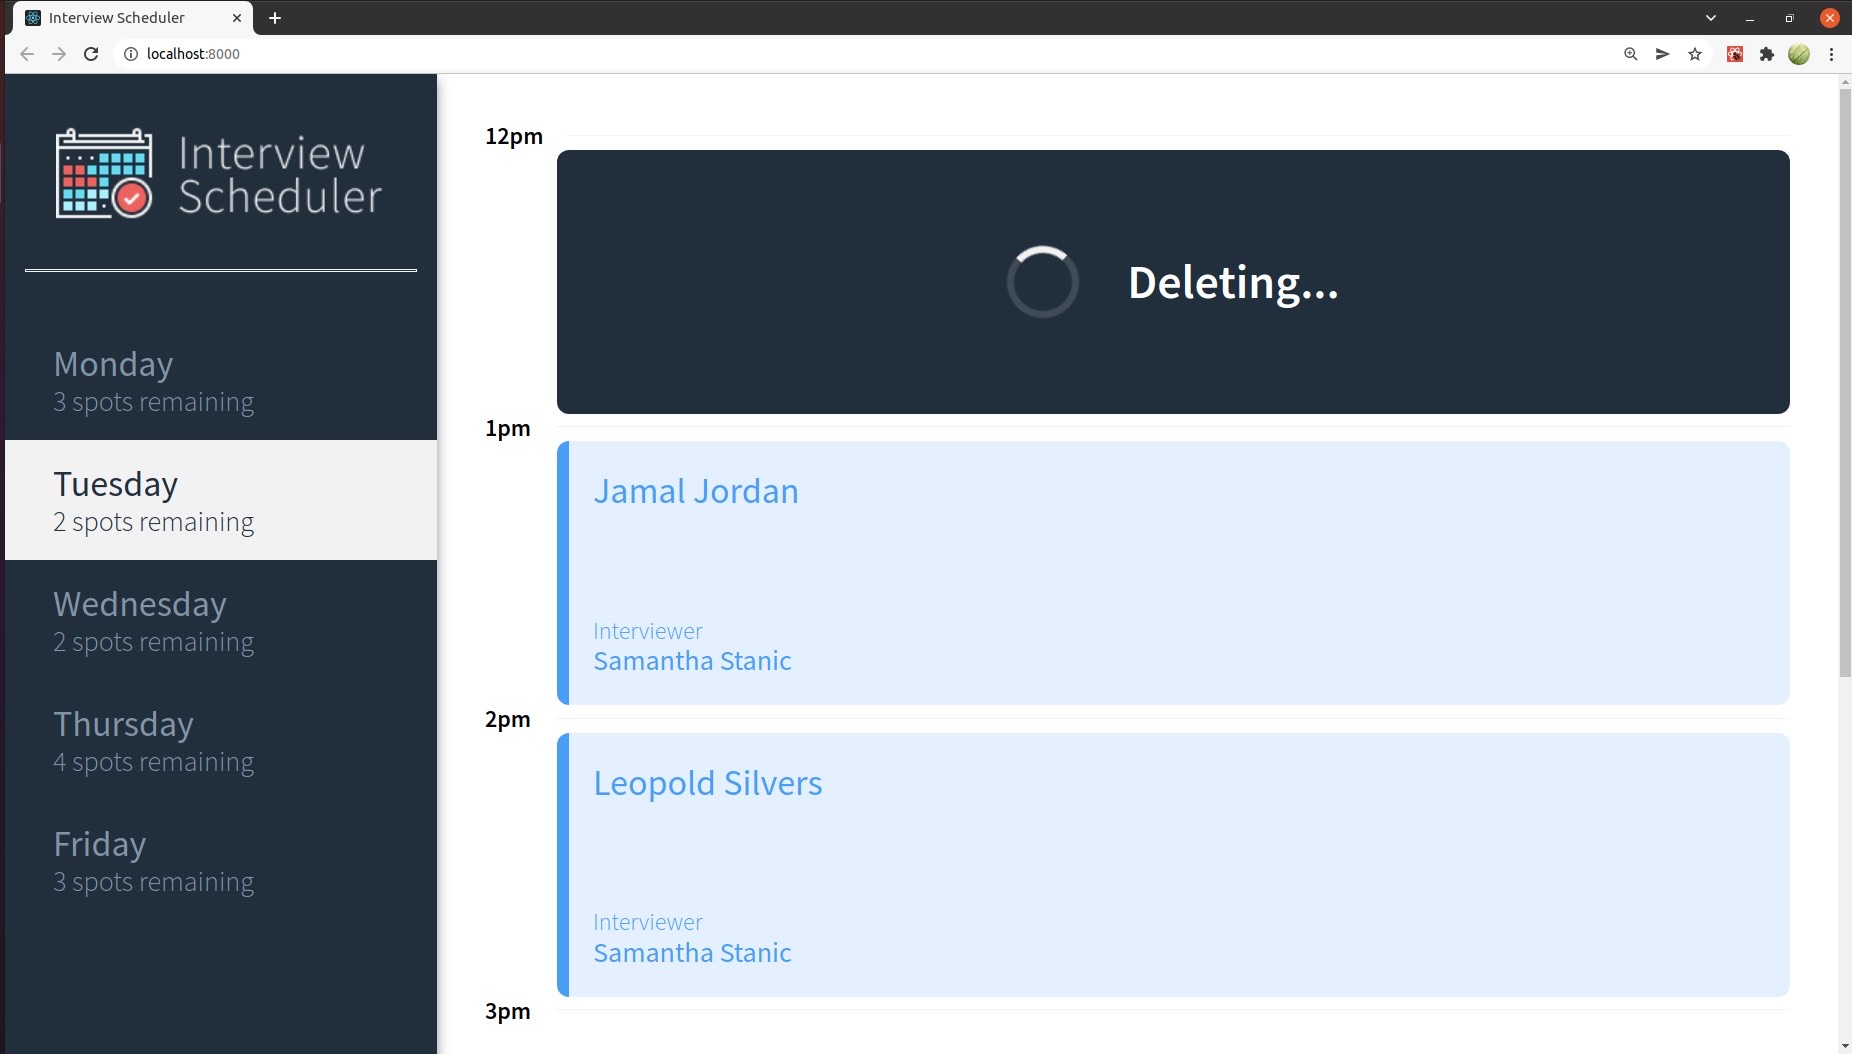 Interview Scheduler
localhost:8000
Interview
Scheduler
Monday
3 spots remaining
Tuesday
2 spots remaining
Wednesday
2 spots remaining
Thursday
4 spots remaining
Friday
3 spots remaining
12pm
Deleting...
1pm
Jamal Jordan
Interviewer
Samantha Stanic
2pm
Leopold Silvers
Interviewer
Samantha Stanic
3pm